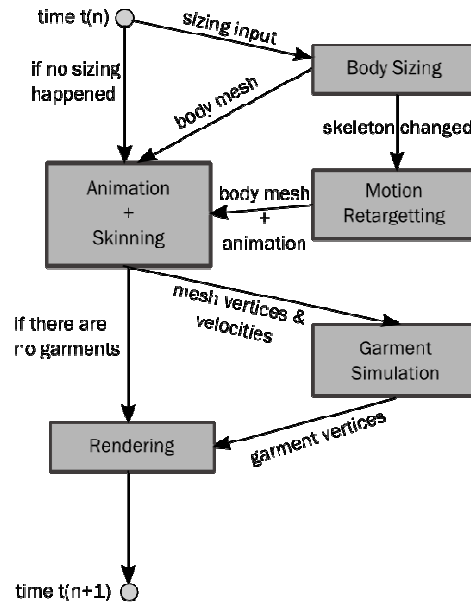 time t(n)
sizing input
if no sizing
happened
Body Sizing
body mesh
skeleton changed
Animation
+
Skinning
body mesh
+
animation
Motion
Retargetting
mesh vertices &
velocities
If there are
no garments
Garment
Simulation
Rendering
garment vertices
time t(n+1)